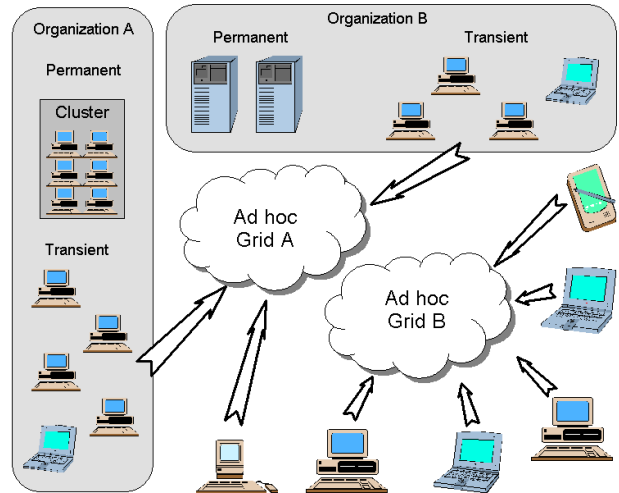 Organization A
Permanent
Cluster
Transient
Organization B
Permanent
Transient
Ad hoc
Grid A
Ad hoc
Grid B